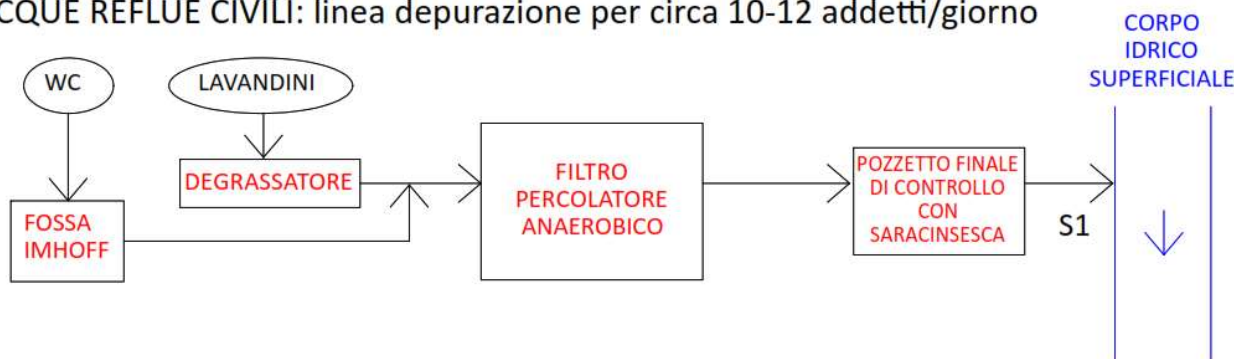 CQUE REFLUE CIVILI: linea depurazione per circa 10-12 addetti/giorno
CORPO
IDRICO
SUPERFICIALE
WC
LAVANDINI
DEGRASSATORE
FOSSA
IMHOFF
FILTRO
PERCOLATORE
ANAEROBICO
POZZETTO FINALE
DI CONTROLLO
CON
SARACINSESCA
S1